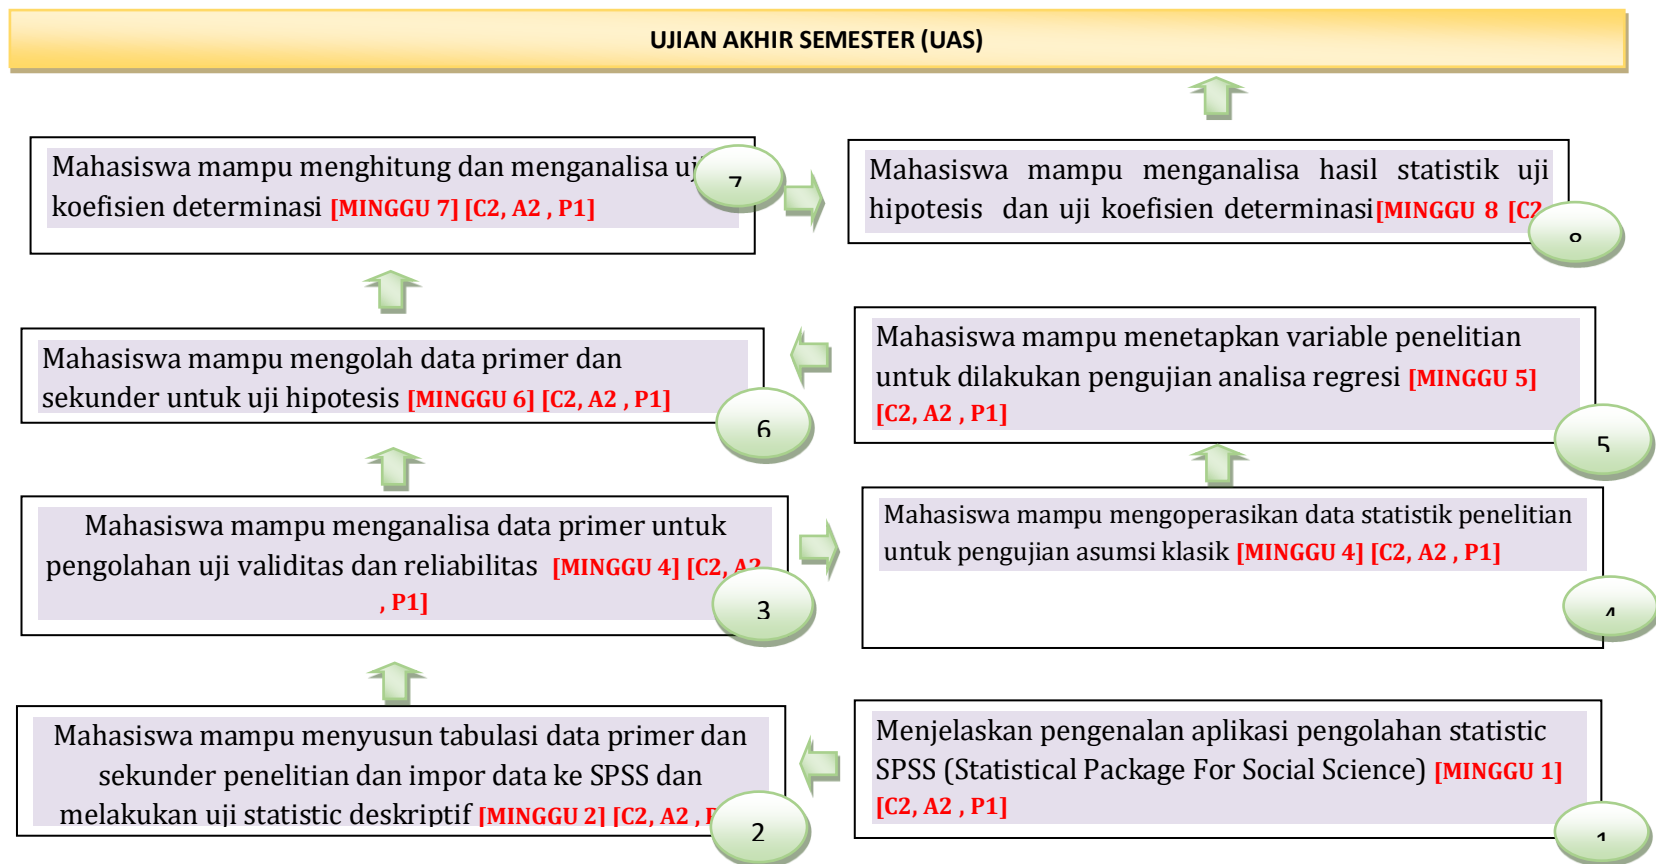 UJIAN AKHIR SEMESTER (UAS)
Mahasiswa mampu menghitung dan menganalisa uji
koefisien determinasi [MINGGU 7] [C2, A2 , P1]
7
Mahasiswa mampu menganalisa hasil statistik uji
hipotesis dan uji koefisien determinasi[MINGGU 8 [C2,
8
Mahasiswa mampu mengolah data primer dan
sekunder untuk uji hipotesis [MINGGU 6] [C2, A2 , P1]
6
Mahasiswa mampu menetapkan variable penelitian
untuk dilakukan pengujian analisa regresi [MINGGU 5]
[C2, A2 , P1]
5
Mahasiswa mampu menganalisa data primer untuk
pengolahan uji validitas dan reliabilitas [MINGGU 4] [C2, A2
, P1]
3
Mahasiswa mampu mengoperasikan data statistik penelitian
untuk pengujian asumsi klasik [MINGGU 4] [C2, A2 , P1]
4
Mahasiswa mampu menyusun tabulasi data primer dan
sekunder penelitian dan impor data ke SPSS dan
melakukan uji statistic deskriptif [MINGGU 2] [C2, A2 ,
2
Menjelaskan pengenalan aplikasi pengolahan statistic
SPSS (Statistical Package For Social Science) [MINGGU 1]
[C2, A2 , P1]
1